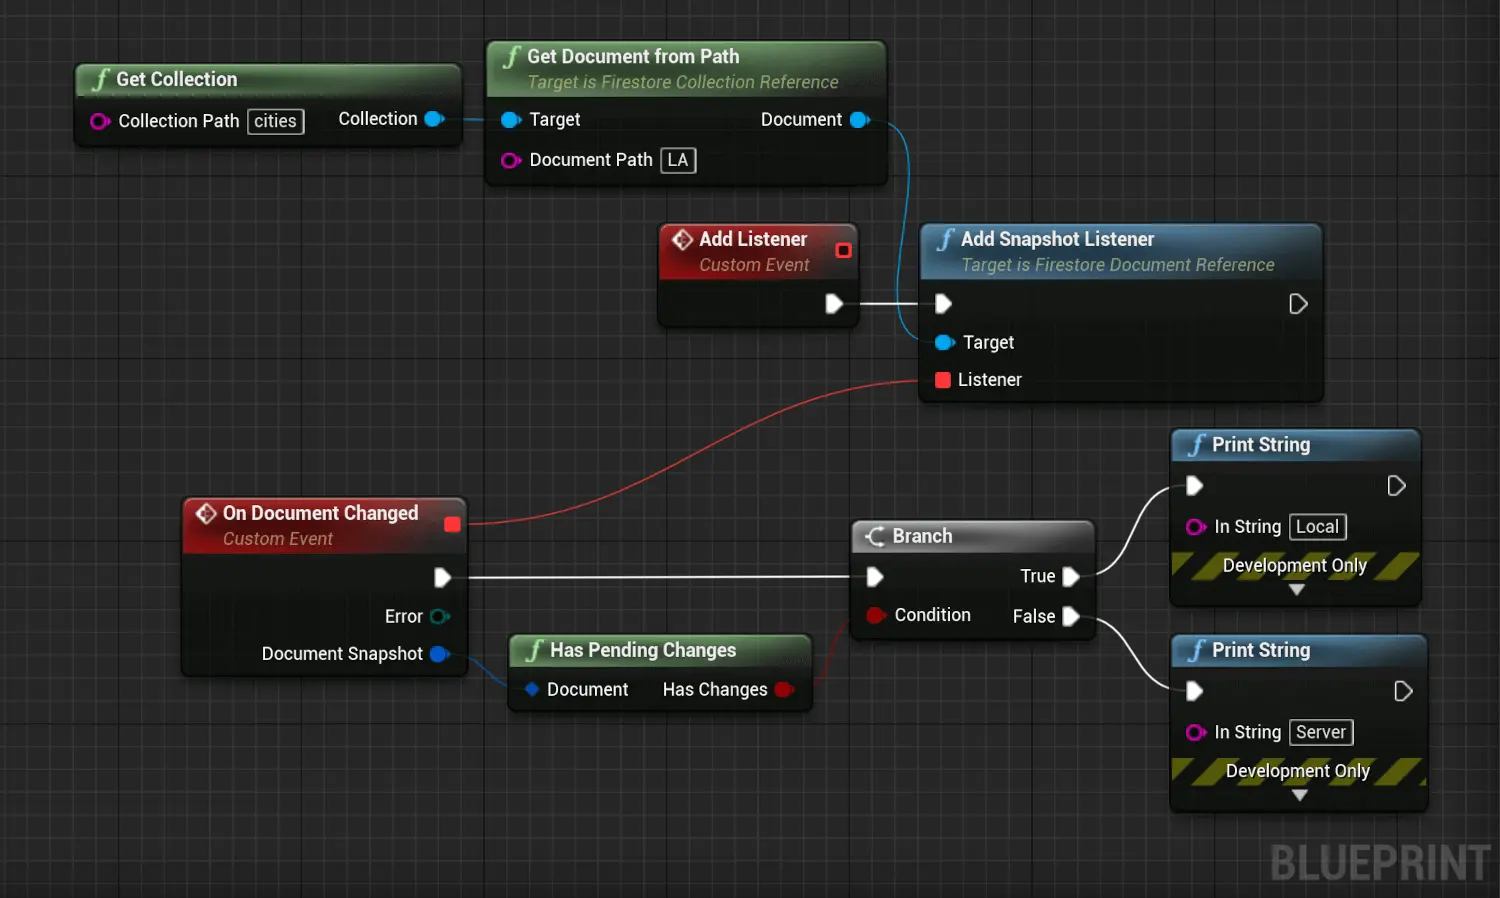 Get Collection
Collection Path cities
Collection
Get Document from Path
Target is Firestore Collection Reference
Target
Document
Document Path LA
Add Listener
Custom Event
Add Snapshot Listener
Target is Firestore Document Reference
Target
Listener
On Document Changed
Custom Event
Error
Document Snapshot
Has Pending Changes
Document
Has Changes
Branch
True
Condition
False
Print String
In String Local
Development Only
Print String
In String Server
Development Only
BLUEPRINT